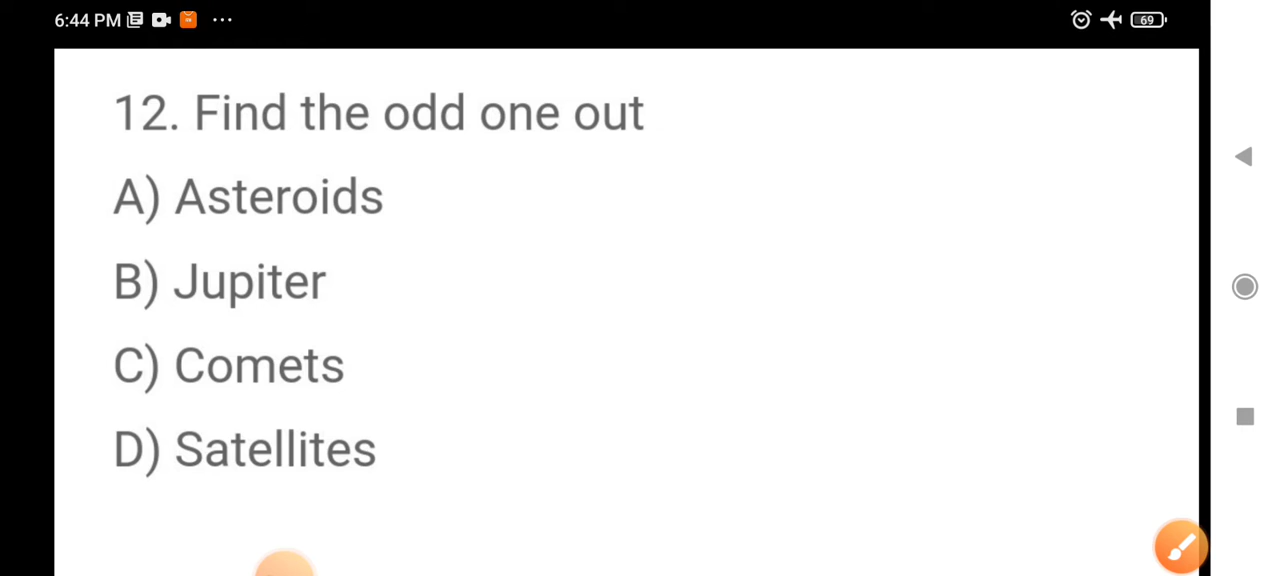 6:44 PM
69
12. Find the odd one out
A) Asteroids
B) Jupiter
C) Comets
D) Satellites